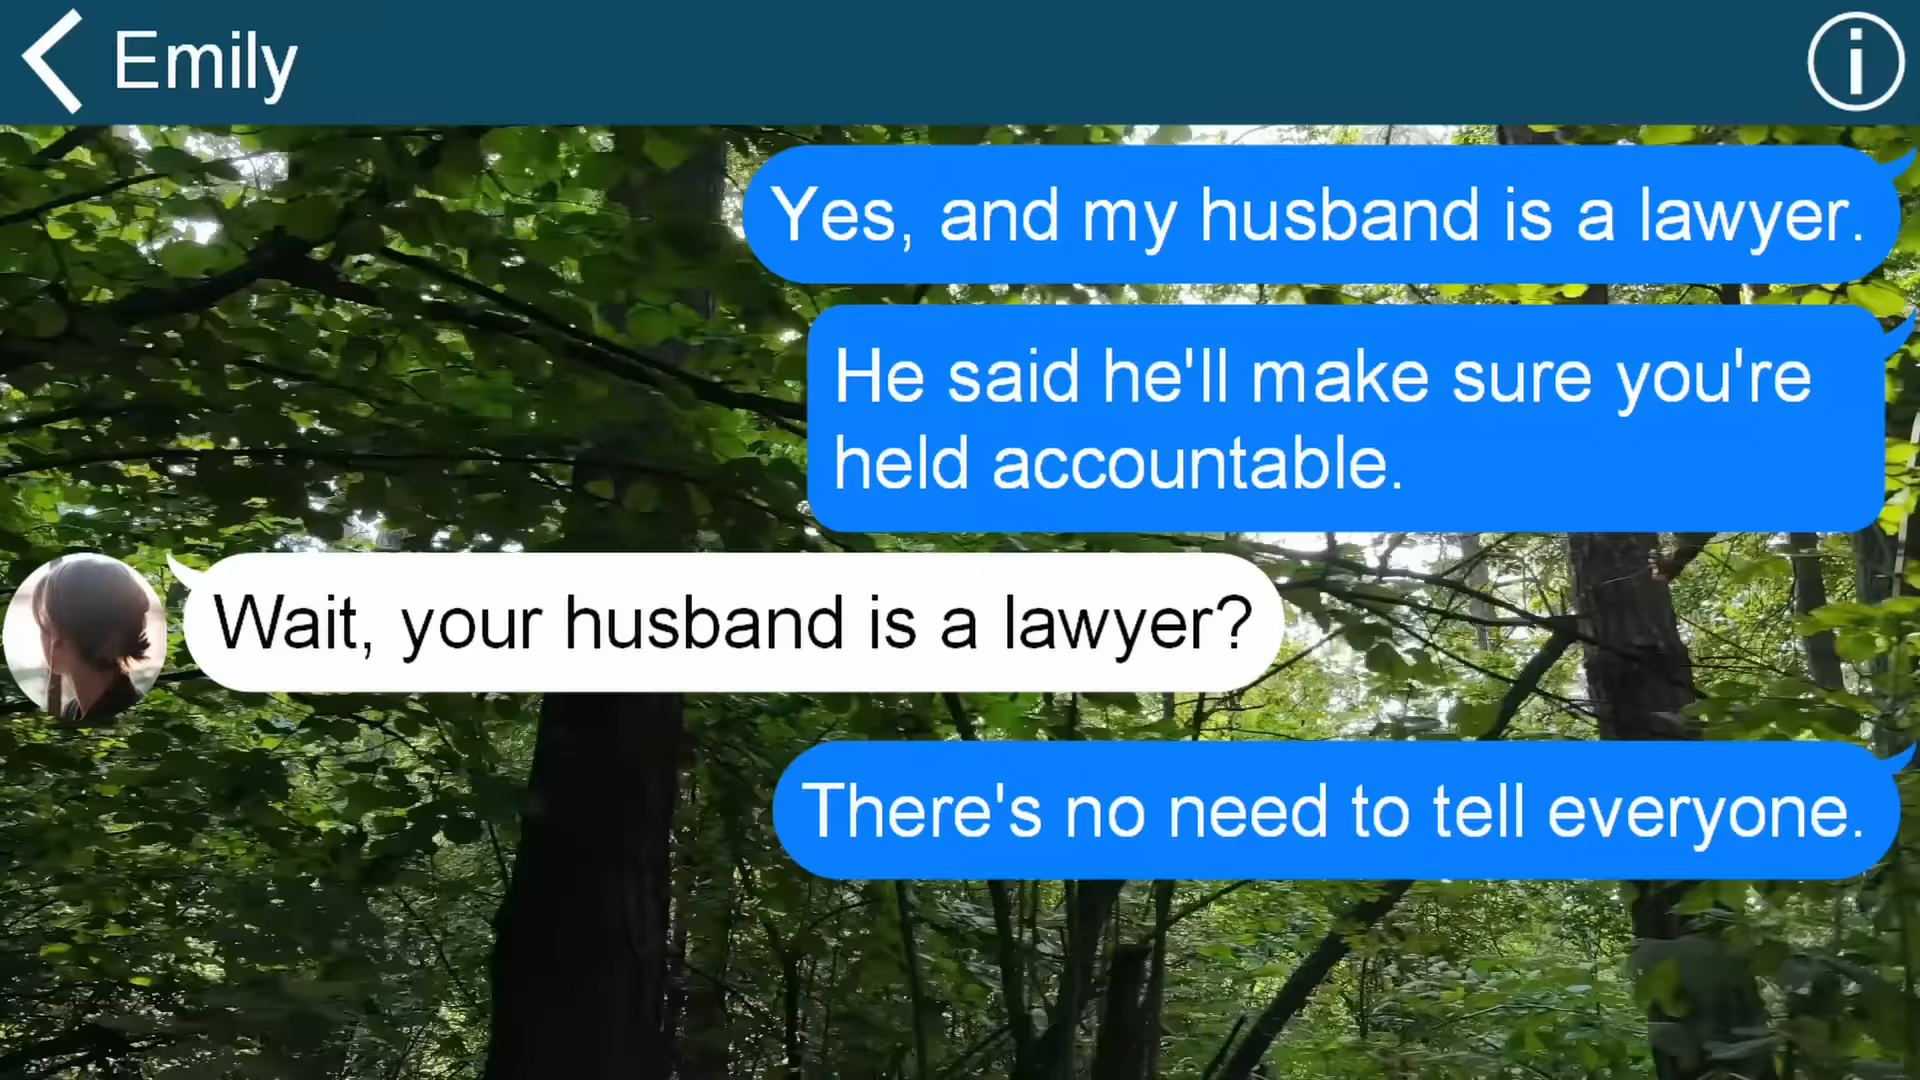 Emily
Yes, and my husband is a lawyer.
He said he'll make sure you're
held accountable.
Wait, your husband is a lawyer?
There's no need to tell everyone.